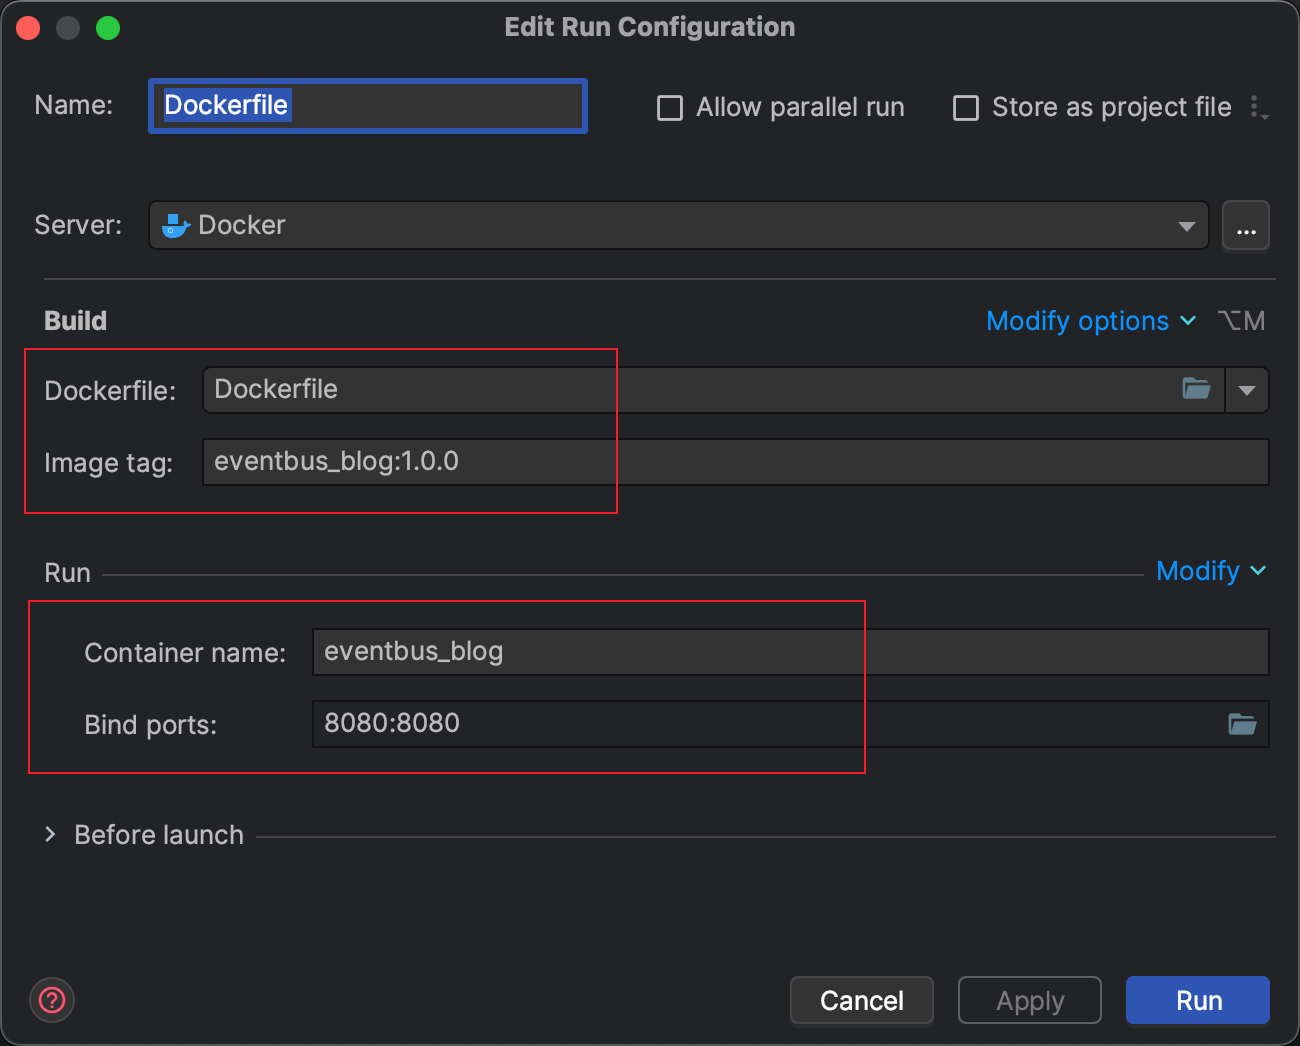 Edit Run Configuration
Name: Dockerfile Allow parallel run Store as project file
Server: Docker ...
Build Modify options ⌥M
Dockerfile: Dockerfile
Image tag: eventbus_blog:1.0.0
Run Modify
Container name: eventbus_blog
Bind ports: 8080:8080
Before launch
? Cancel Apply Run